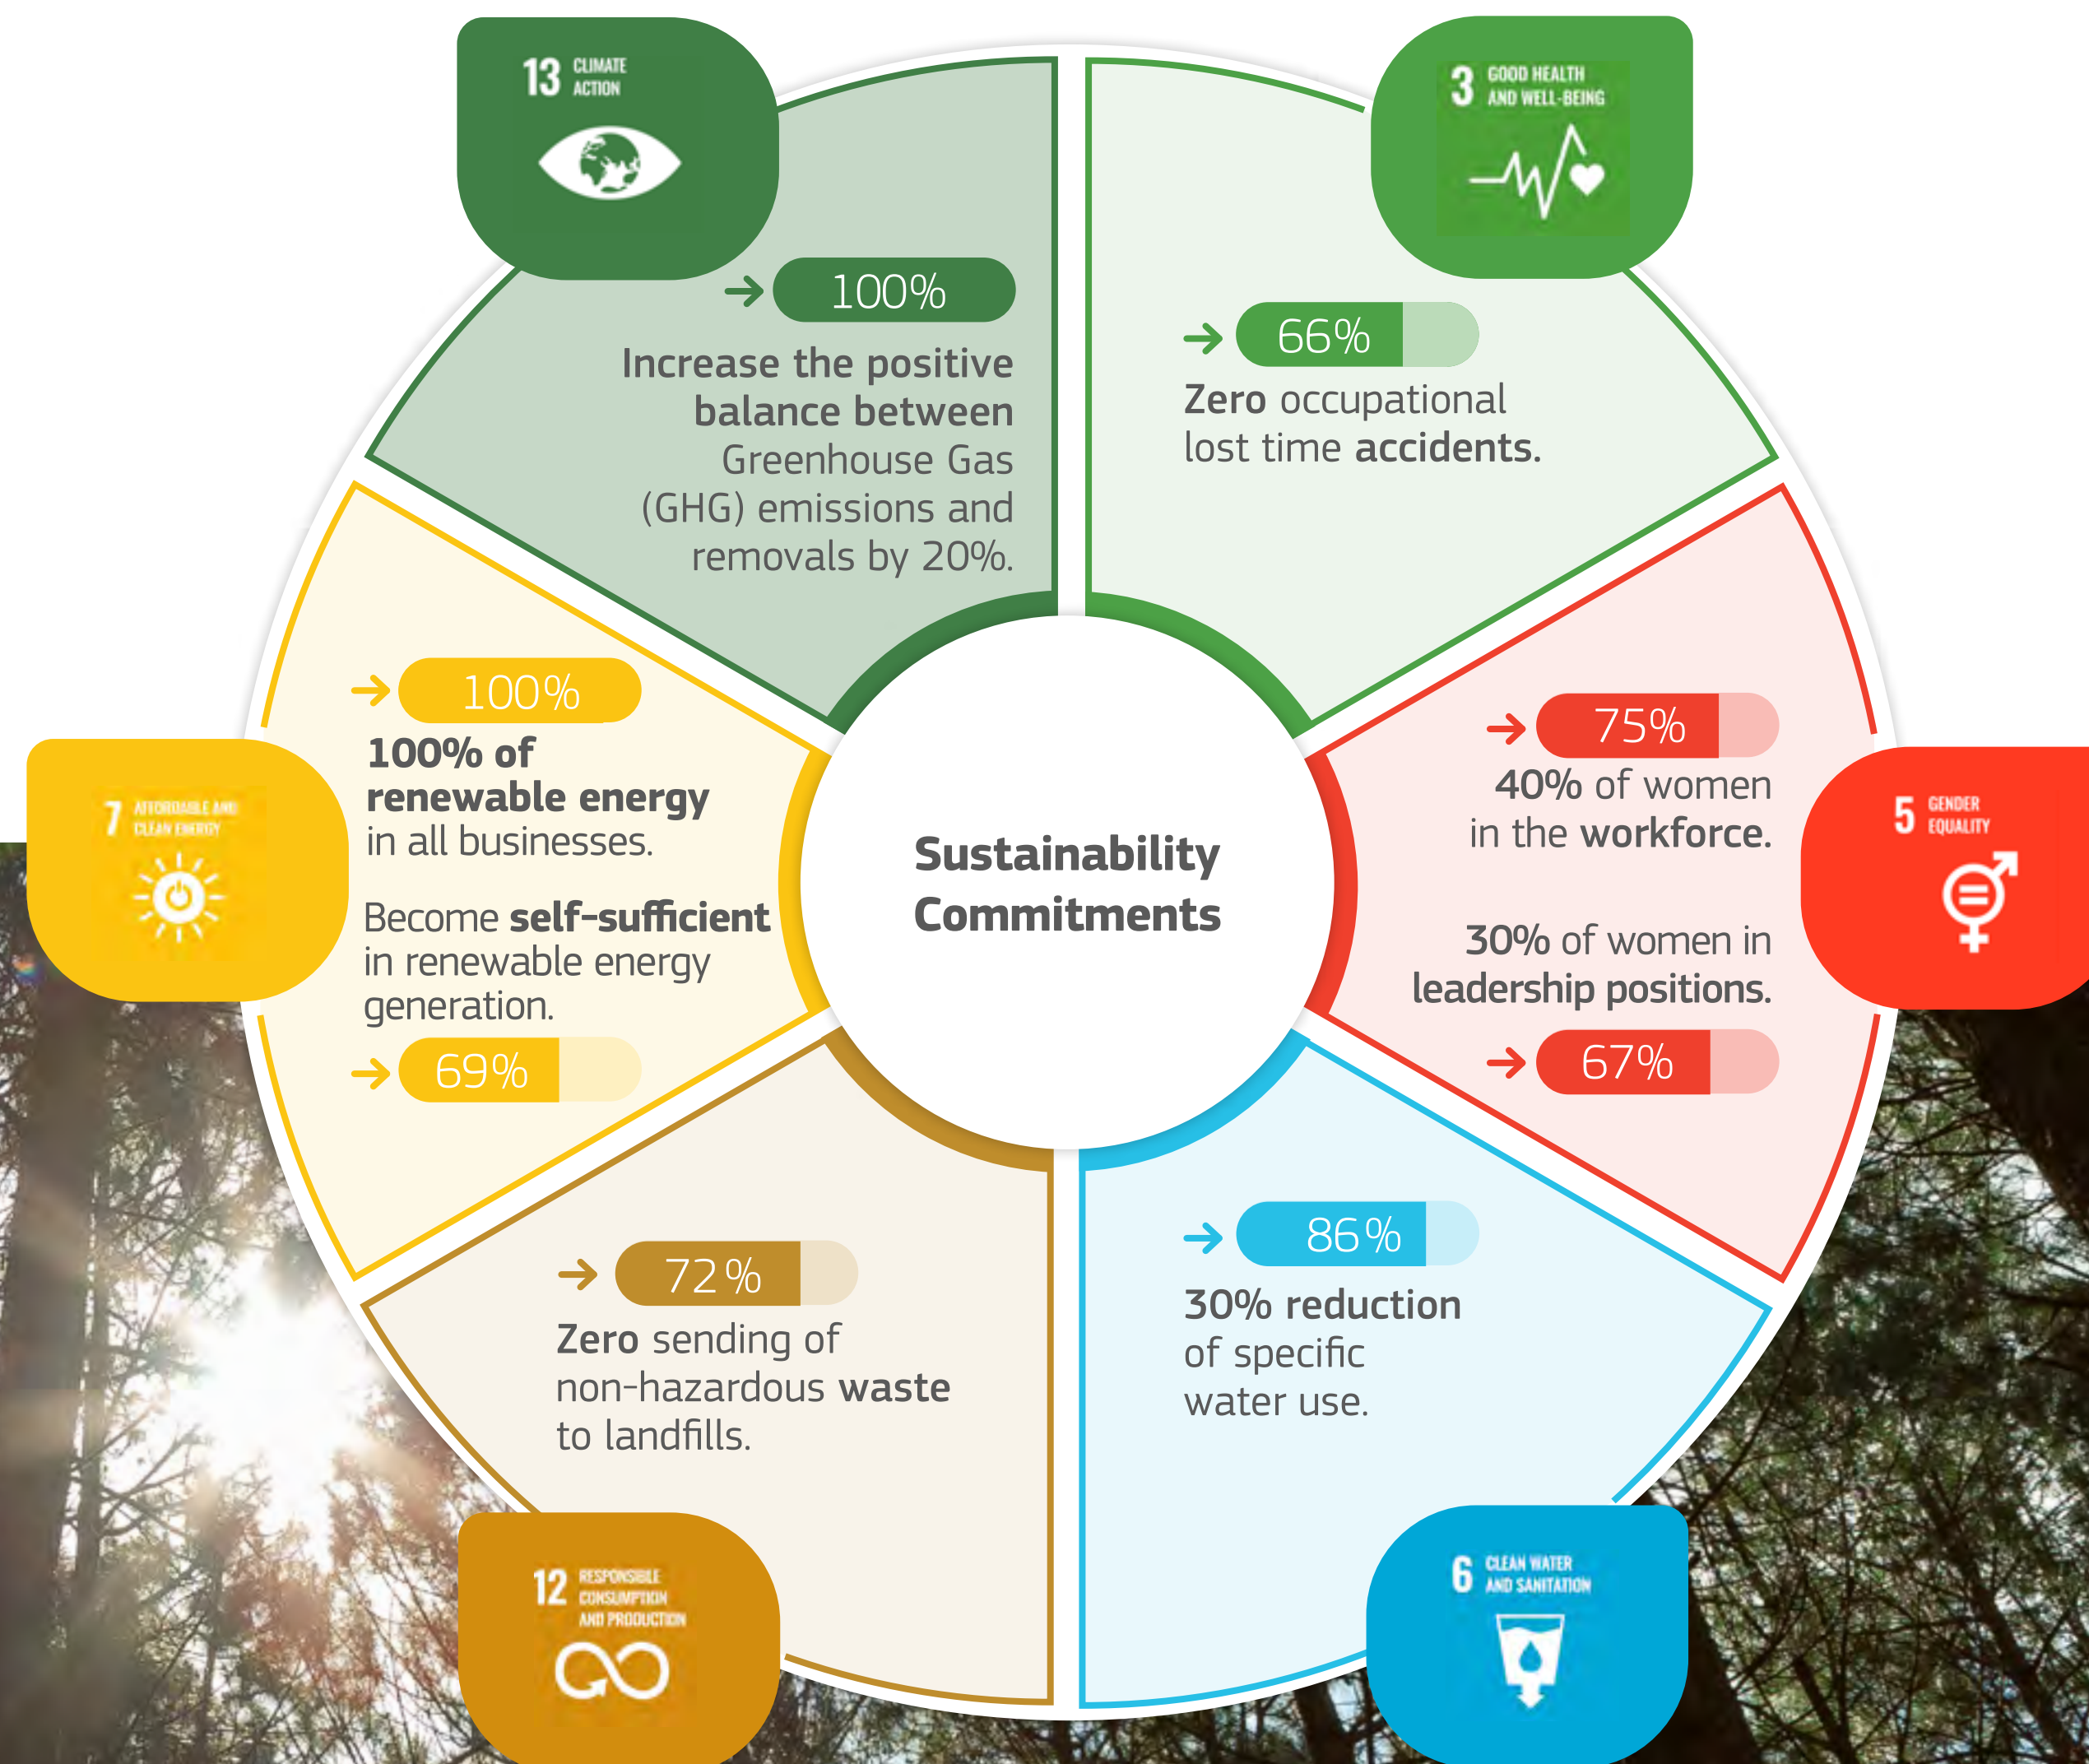 13 CLIMATE
ACTION
100%
Increase the positive
balance between
Greenhouse Gas
(GHG) emissions and
removals by 20%.
3 GOOD HEALTH
AND WELL-BEING
66%
Zero occupational
lost time accidents.
7 AFFORDABLE AND
CLEAN ENERGY
100%
100% of
renewable energy
in all businesses.
Become self-sufficient
in renewable energy
generation.
69%
Sustainability
Commitments
75%
40% of women
in the workforce.
30% of women in
leadership positions.
67%
5 GENDER
EQUALITY
72%
Zero sending of
non-hazardous waste
to landfills.
12 RESPONSIBLE
CONSUMPTION
AND PRODUCTION
86%
30% reduction
of specific
water use.
6 CLEAN WATER
AND SANITATION